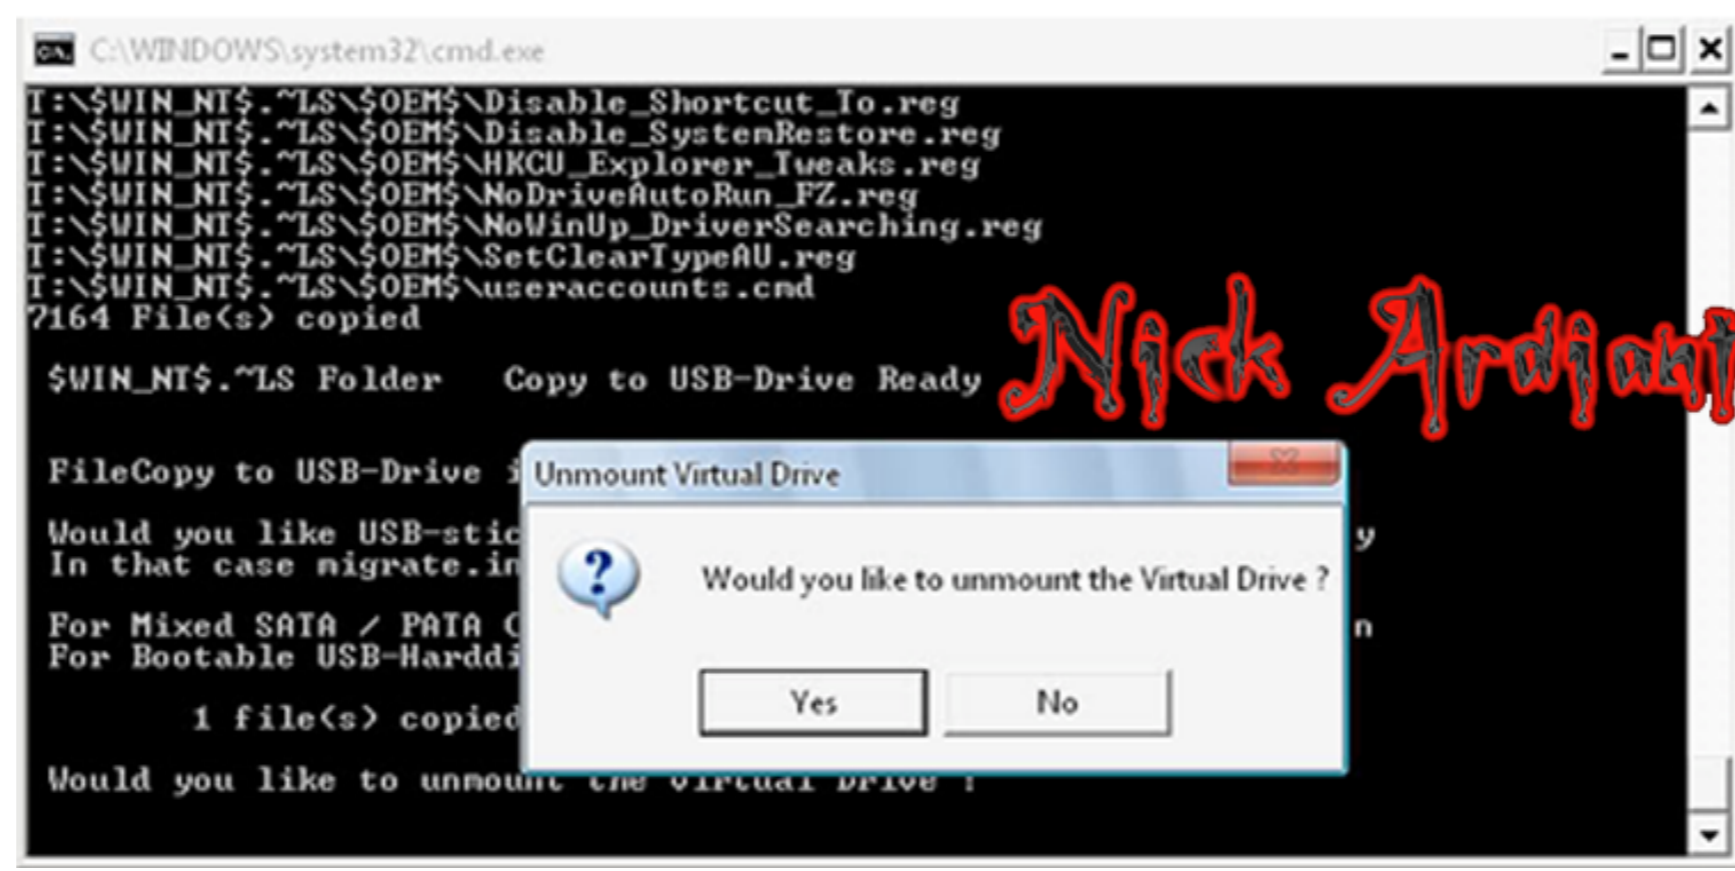 C:\WINDOWS\system32\cmd.exe
T:\$WIN_NT$.~LS\$OEM$\Disable_Shortcut_To.reg
T:\$WIN_NT$.~LS\$OEM$\Disable_SystemRestore.reg
T:\$WIN_NT$.~LS\$OEM$\HKCU_Explorer_Tweaks.reg
T:\$WIN_NT$.~LS\$OEM$\NoDriveAutoRun_FZ.reg
T:\$WIN_NT$.~LS\$OEM$\NoWinUp_DriverSearching.reg
T:\$WIN_NT$.~LS\$OEM$\SetClearTypeAU.reg
T:\$WIN_NT$.~LS\$OEM$\useraccounts.cmd
7164 File(s) copied
$WIN_NT$.~LS Folder Copy to USB-Drive Ready
Nick Ardiant
FileCopy to USB-Drive i
Would you like USB-stic y
In that case migrate.in
For Mixed SATA / PATA C n
For Bootable USB-Harddi
1 file(s) copied
Would you like to unmount the Virtual Drive ?
Unmount Virtual Drive
Would you like to unmount the Virtual Drive ?
Yes No